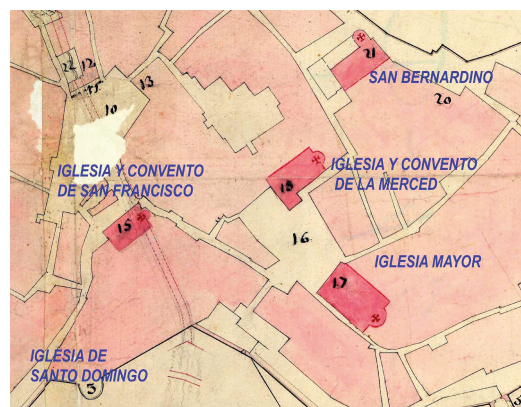 21
22
12
SAN BERNARDINO
13
20
10
IGLESIA Y CONVENTO
DE SAN FRANCISCO
IGLESIA Y CONVENTO
DE LA MERCED
18
15
16
IGLESIA MAYOR
17
IGLESIA DE
SANTO DOMINGO
3